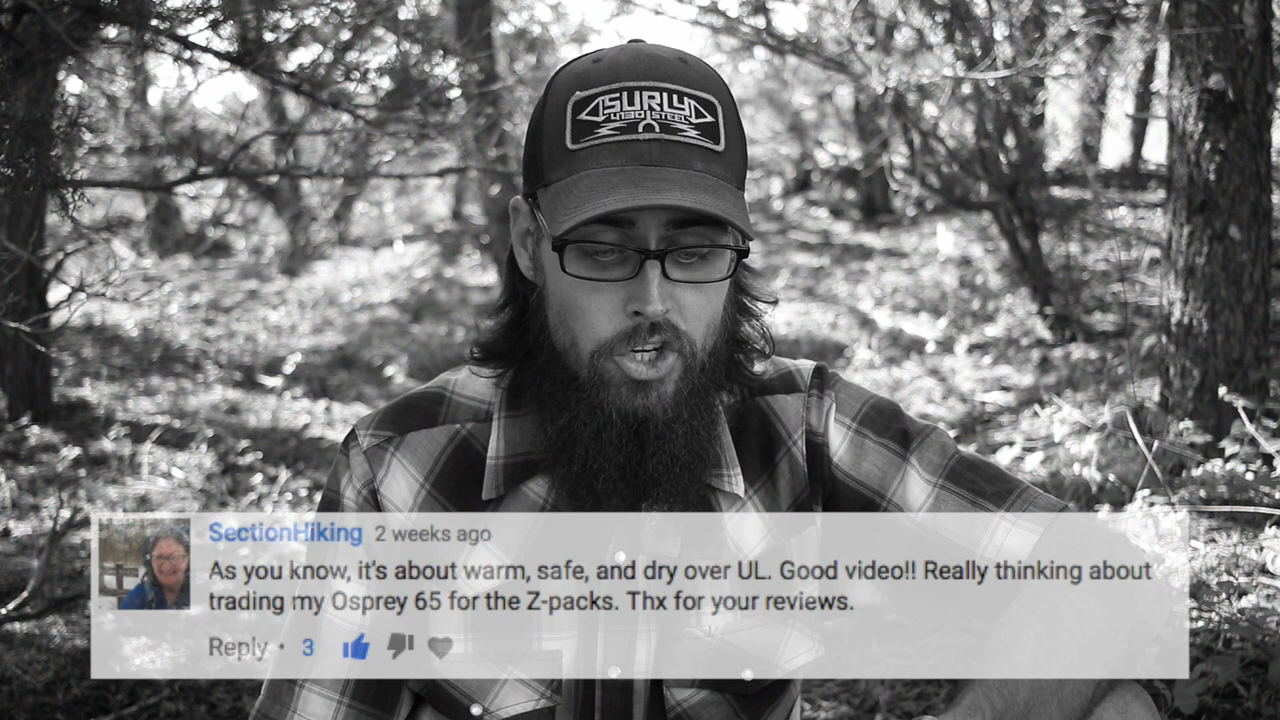 SURLY
4130 STEEL
SectionHiking 2 weeks ago
As you know, it's about warm, safe, and dry over UL. Good video!! Really thinking about
trading my Osprey 65 for the Z-packs. Thx for your reviews.
Reply • 3